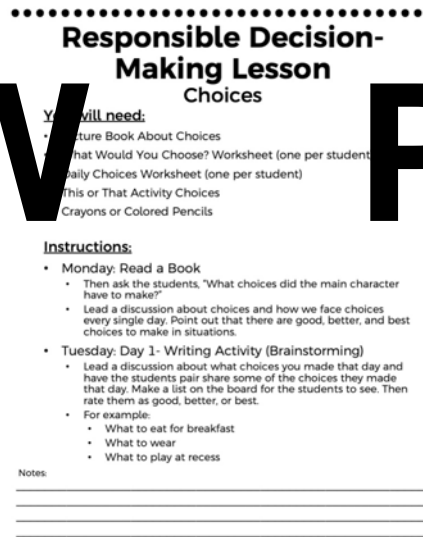 Responsible Decision-
Making Lesson
Choices
You will need:
• Picture Book About Choices
• What Would You Choose? Worksheet (one per student
Daily Choices Worksheet (one per student)
This or That Activity Choices
Crayons or Colored Pencils
Instructions:
• Monday: Read a Book
• Then ask the students, "What choices did the main character
have to make?"
• Lead a discussion about choices and how we face choices
every single day. Point out that there are good, better, and best
choices to make in situations.
• Tuesday: Day 1- Writing Activity (Brainstorming)
• Lead a discussion about what choices you made that day and
have the students pair share some of the choices they made
that day. Make a list on the board for the students to see. Then
rate them as good, better, or best.
• For example:
• What to eat for breakfast
• What to wear
• What to play at recess
Notes: